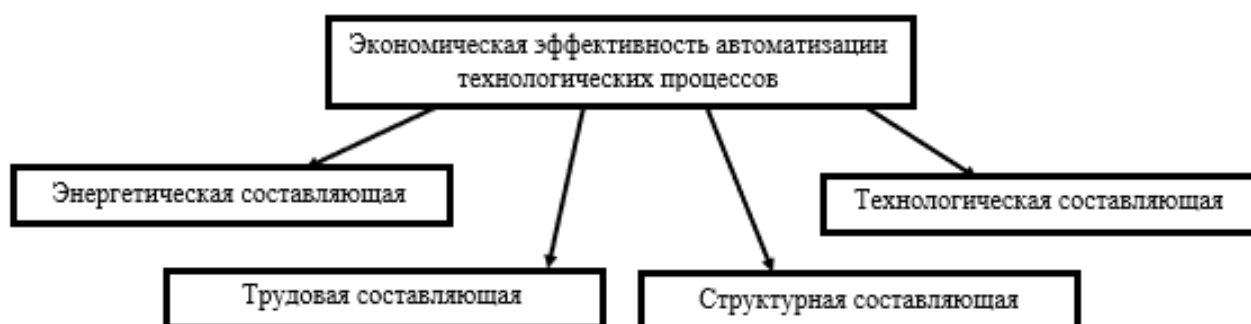 Экономическая эффективность автоматизации
технологических процессов
Энергетическая составляющая
Технологическая составляющая
Трудовая составляющая
Структурная составляющая